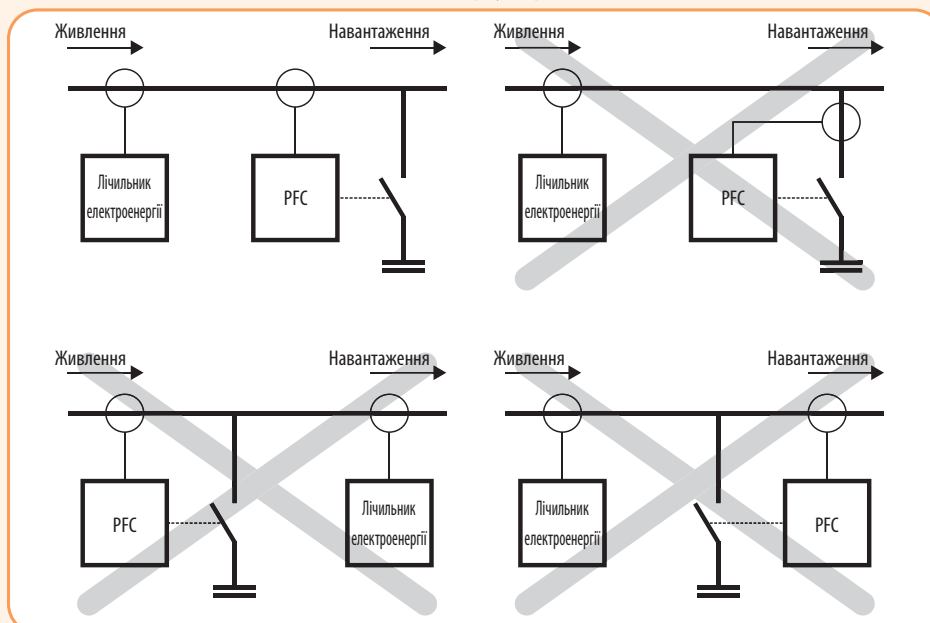 Живлення
Навантаження
Лічильник
електроенергії
PFC
Живлення
Навантаження
Лічильник
електроенергії
PFC
Живлення
Навантаження
PFC
Лічильник
електроенергії
Живлення
Навантаження
Лічильник
електроенергії
PFC